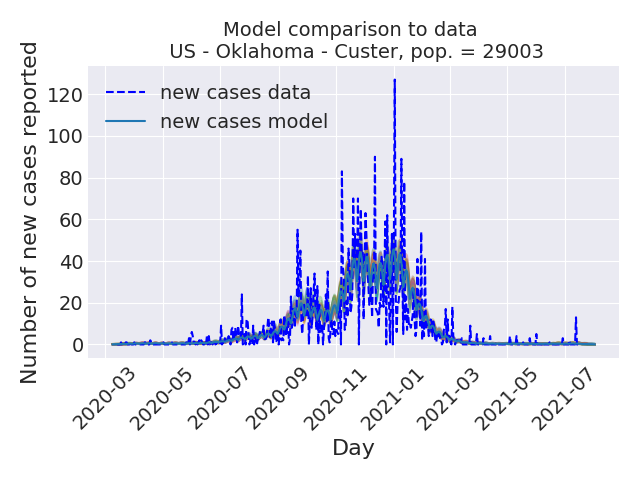 Model comparison to data
US - Oklahoma - Custer, pop. = 29003
Number of new cases reported
120
100
80
60
40
20
0
new cases data
new cases model
2020-03
2020-05
2020-07
2020-09
2020-11
2021-01
2021-03
2021-05
2021-07
Day